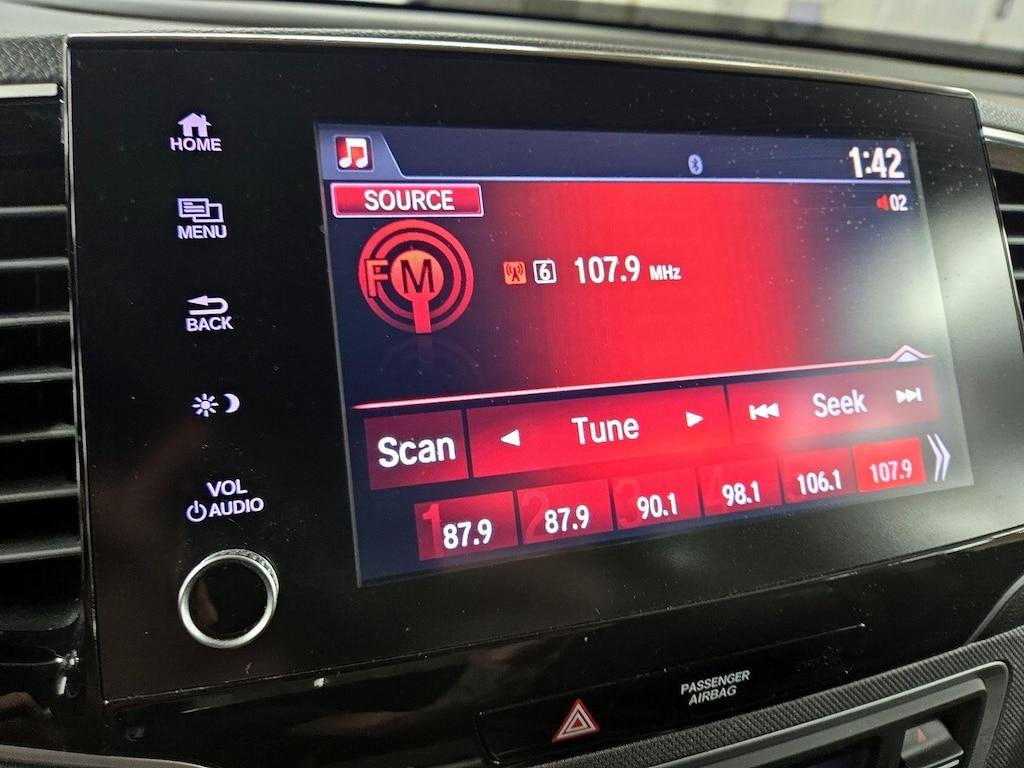 HOME
MENU
BACK
VOL
AUDIO
1:42
SOURCE
02
FM
6 107.9 MHz
Scan
Tune
Seek
1 87.9
2 87.9
3 90.1
4 98.1
106.1
107.9
PASSENGER
AIRBAG